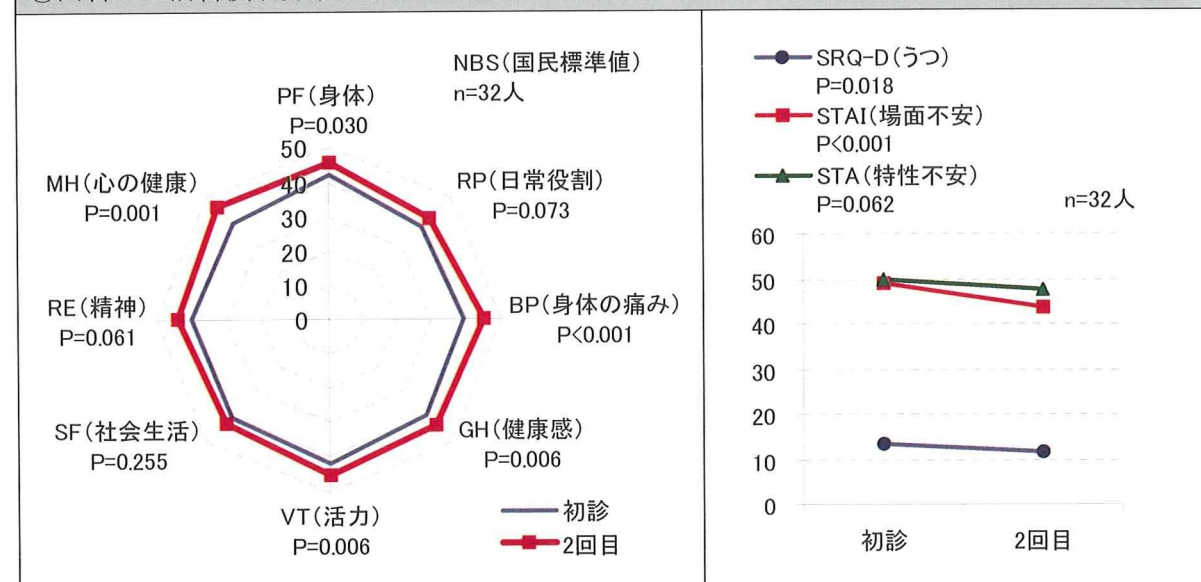 NBS(国民標準値)
n=32人
PF(身体)
P=0.030
RP(日常役割)
P=0.073
BP(身体の痛み)
P<0.001
GH(健康感)
P=0.006
VT(活力)
P=0.006
SF(社会生活)
P=0.255
RE(精神)
P=0.061
MH(心の健康)
P=0.001
50
40
30
20
10
0
初診
2回目
SRQ-D(うつ)
P=0.018
STAI(場面不安)
P<0.001
STA(特性不安)
P=0.062
n=32人
60
50
40
30
20
10
0
初診
2回目